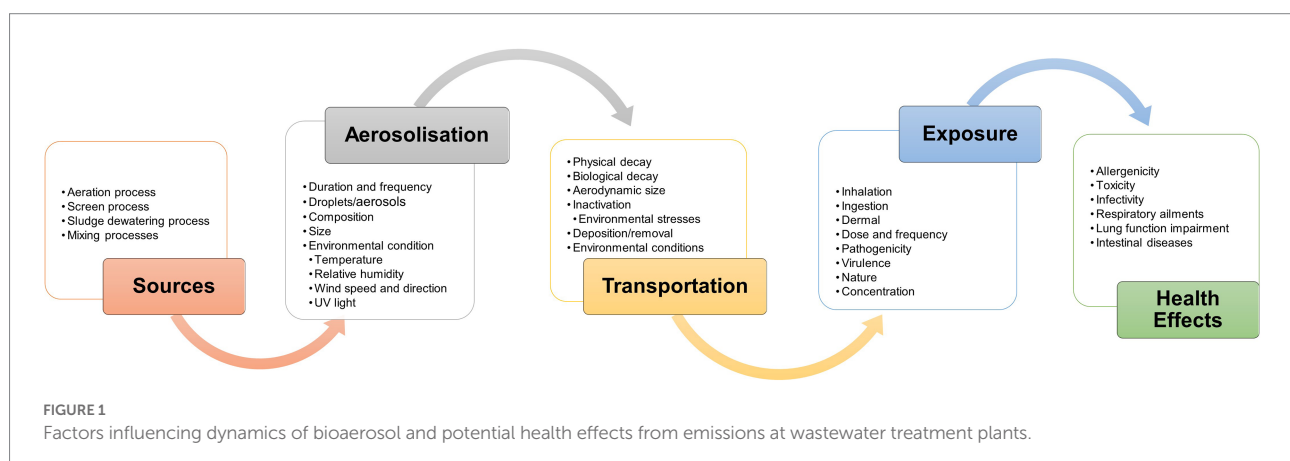 Sources
• Aeration process
• Screen process
• Sludge dewatering process
• Mixing processes
Aerosolisation
• Duration and frequency
• Droplets/aerosols
• Composition
• Size
• Environmental condition
• Temperature
• Relative humidity
• Wind speed and direction
• UV light
• Physical decay
• Biological decay
• Aerodynamic size
• Inactivation
• Environmental stresses
• Deposition/removal
• Environmental conditions
Transportation
Exposure
• Inhalation
• Ingestion
• Dermal
• Dose and frequency
• Pathogenicity
• Virulence
• Nature
• Concentration
• Allergenicity
• Toxicity
• Infectivity
• Respiratory ailments
• Lung function impairment
• Intestinal diseases
Health
Effects
FIGURE 1
Factors influencing dynamics of bioaerosol and potential health effects from emissions at wastewater treatment plants.